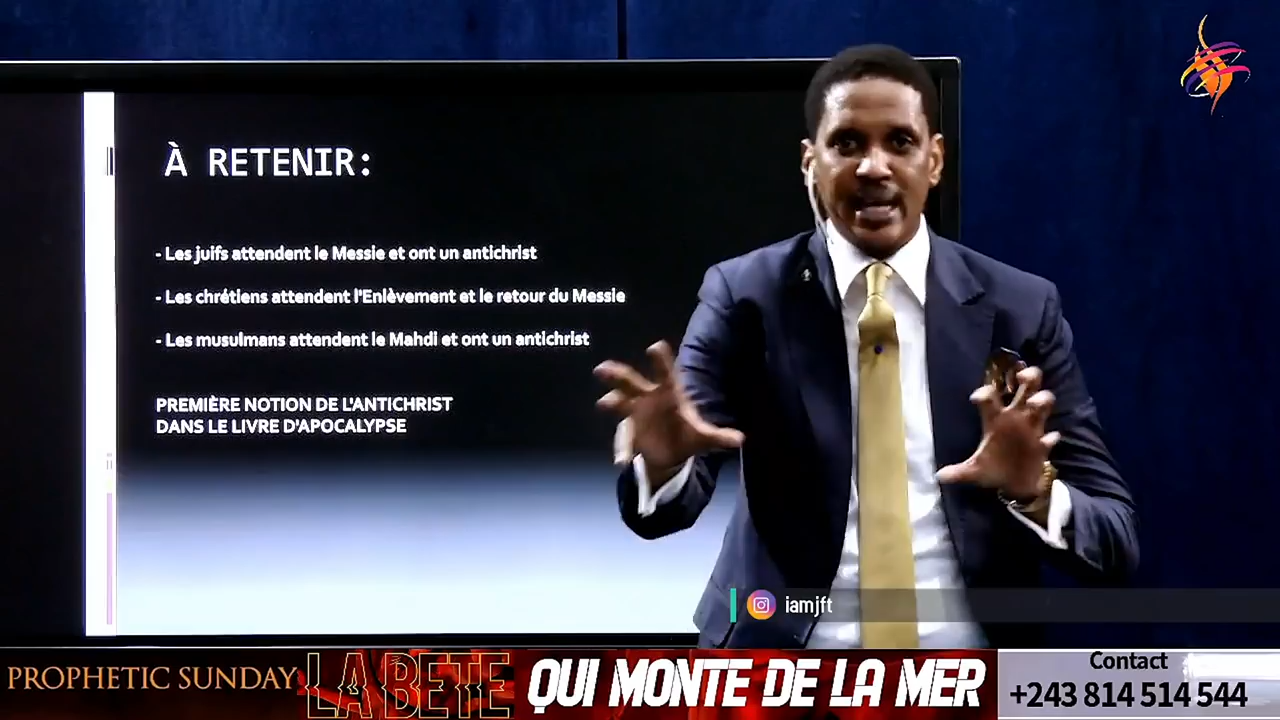 À RETENIR:
- Les juifs attendent le Messie et ont un antichrist
- Les chrétiens attendent l'Enlèvement et le retour du Messie
- Les musulmans attendent le Mahdi et ont un antichrist
PREMIÈRE NOTION DE L'ANTICHRIST
DANS LE LIVRE D'APOCALYPSE
iamjft
PROPHETIC SUNDAY LA BETE QUI MONTE DE LA MER
Contact
+243 814 514 544